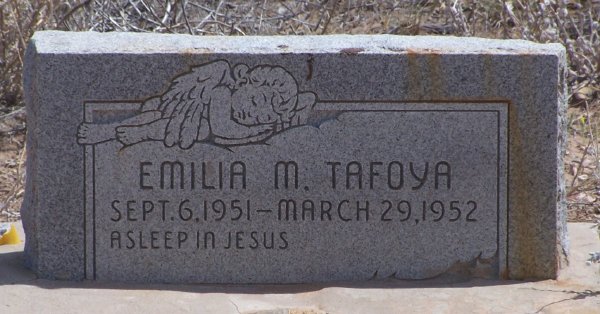 EMILIA M. TAFOYA
SEPT. 6, 1951 – MARCH 29, 1952
ASLEEP IN JESUS